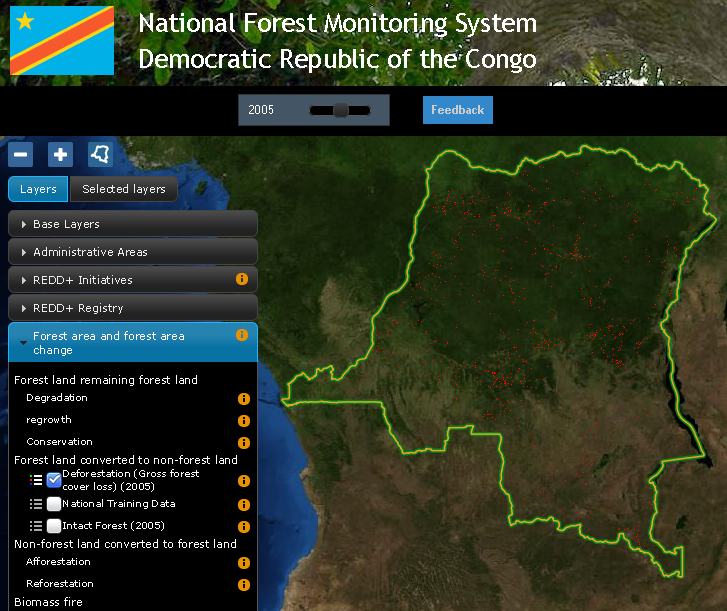 National Forest Monitoring System
Democratic Republic of the Congo
2005
Feedback
Layers
Selected layers
Base Layers
Administrative Areas
REDD+ Initiatives
REDD+ Registry
Forest area and forest area
change
Forest land remaining forest land
Degradation
regrowth
Conservation
Forest land converted to non-forest land
Deforestation (Gross forest
cover loss) (2005)
National Training Data
Intact Forest (2005)
Non-forest land converted to forest land
Afforestation
Reforestation
Biomass fire